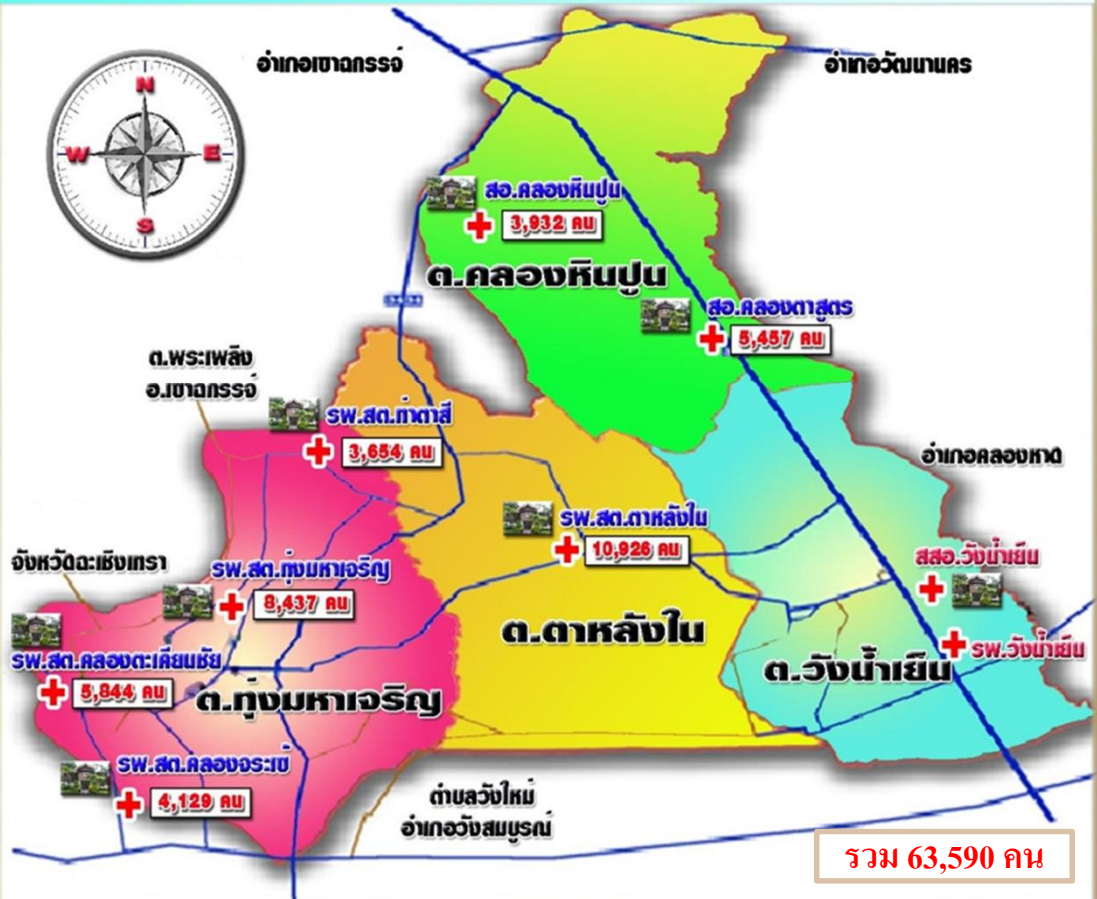 อำเภอเขาฉกรรจ์
อำเภอวัฒนานคร
N
W
E
S
สอ.คลองหินปูน
3,932 คน
ต.คลองหินปูน
สอ.คลองตาสูตร
5,457 คน
ต.พระเพลิง
อ.เขาฉกรรจ์
รพ.สต.ท่าตาสี
3,654 คน
อำเภอคลองหาด
รพ.สต.ตาหลังใน
10,926 คน
สสอ.วังน้ำเย็น
จังหวัดฉะเชิงเทรา
รพ.สต.ทุ่งมหาเจริญ
8,437 คน
ต.ตาหลังใน
รพ.วังน้ำเย็น
ต.วังน้ำเย็น
รพ.สต.คลองตะเคียนชัย
5,844 คน
ต.ทุ่งมหาเจริญ
รพ.สต.คลองจระเข้
4,129 คน
ตำบลวังใหม่
อำเภอวังสมบูรณ์
รวม 63,590 คน